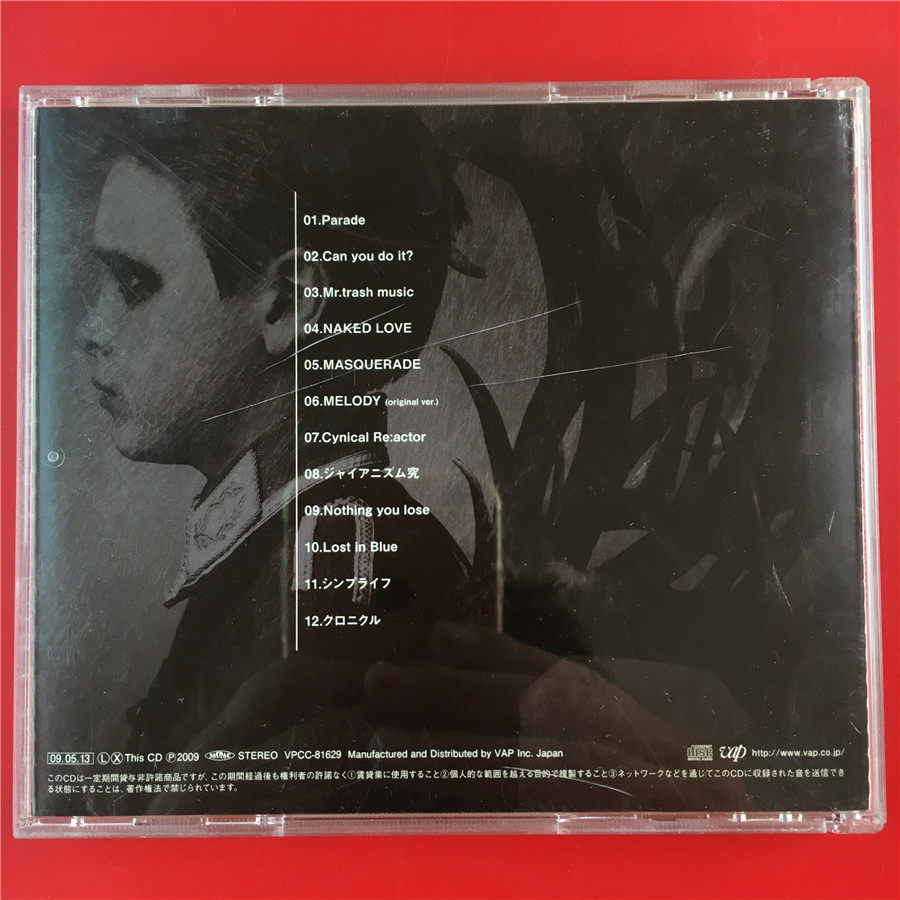 01.Parade
02.Can you do it?
03.Mr.trash music
04.NAKED LOVE
05.MASQUERADE
06.MELODY (original ver.)
07.Cynical Re:actor
08.ジャイアニズム究
09.Nothing you lose
10.Lost in Blue
11.シンプライフ
12.クロニクル
09.05.13 Ⓛ Ⓧ This CD Ⓟ2009 STEREO VPCC-81629 Manufactured and Distributed by VAP Inc. Japan disc DIGITAL AUDIO vap http://www.vap.co.jp/
このCDは一定期間貸与非許諾商品ですが、この期間経過後も権利者の許諾なく①賃貸業に使用すること②個人的な範囲を越える目的で複製すること③ネットワークなどを通じてこのCDに収録された音を送信でき
る状態にすることは、著作権法で禁じられています。